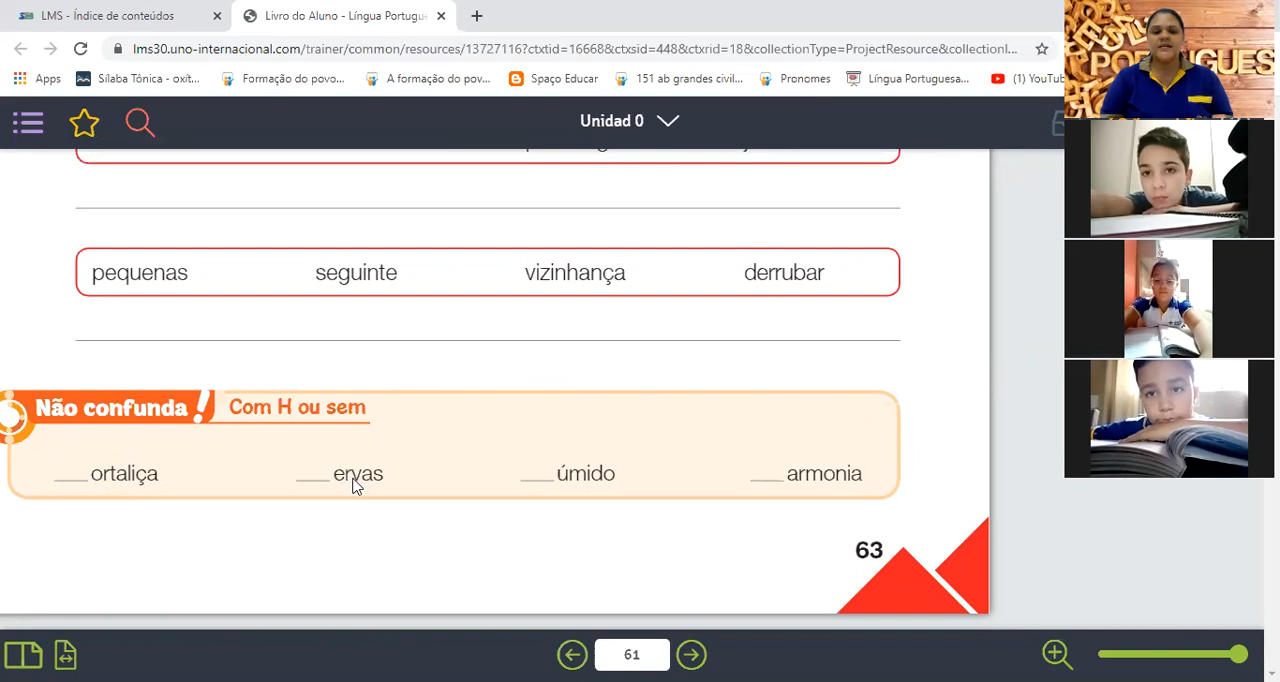 LMS - Índice de conteúdos
Livro do Aluno - Língua Portugu
lms30.uno-internacional.com/trainer/common/resources/13727116?ctxtid=16668&ctxsid=448&ctxrid=18&collectionType=ProjectResource&collectionI...
Apps Sílaba Tônica - oxít... Formação do povo... A formação do pov... Spaço Educar 151 ab grandes civil... Pronomes Língua Portuguesa... (1) YouTu
PORTUGUES
Unidad 0
pequenas seguinte vizinhança derrubar
Não confunda! Com H ou sem
___ortaliça ___ervas ___úmido ___armonia
63
61